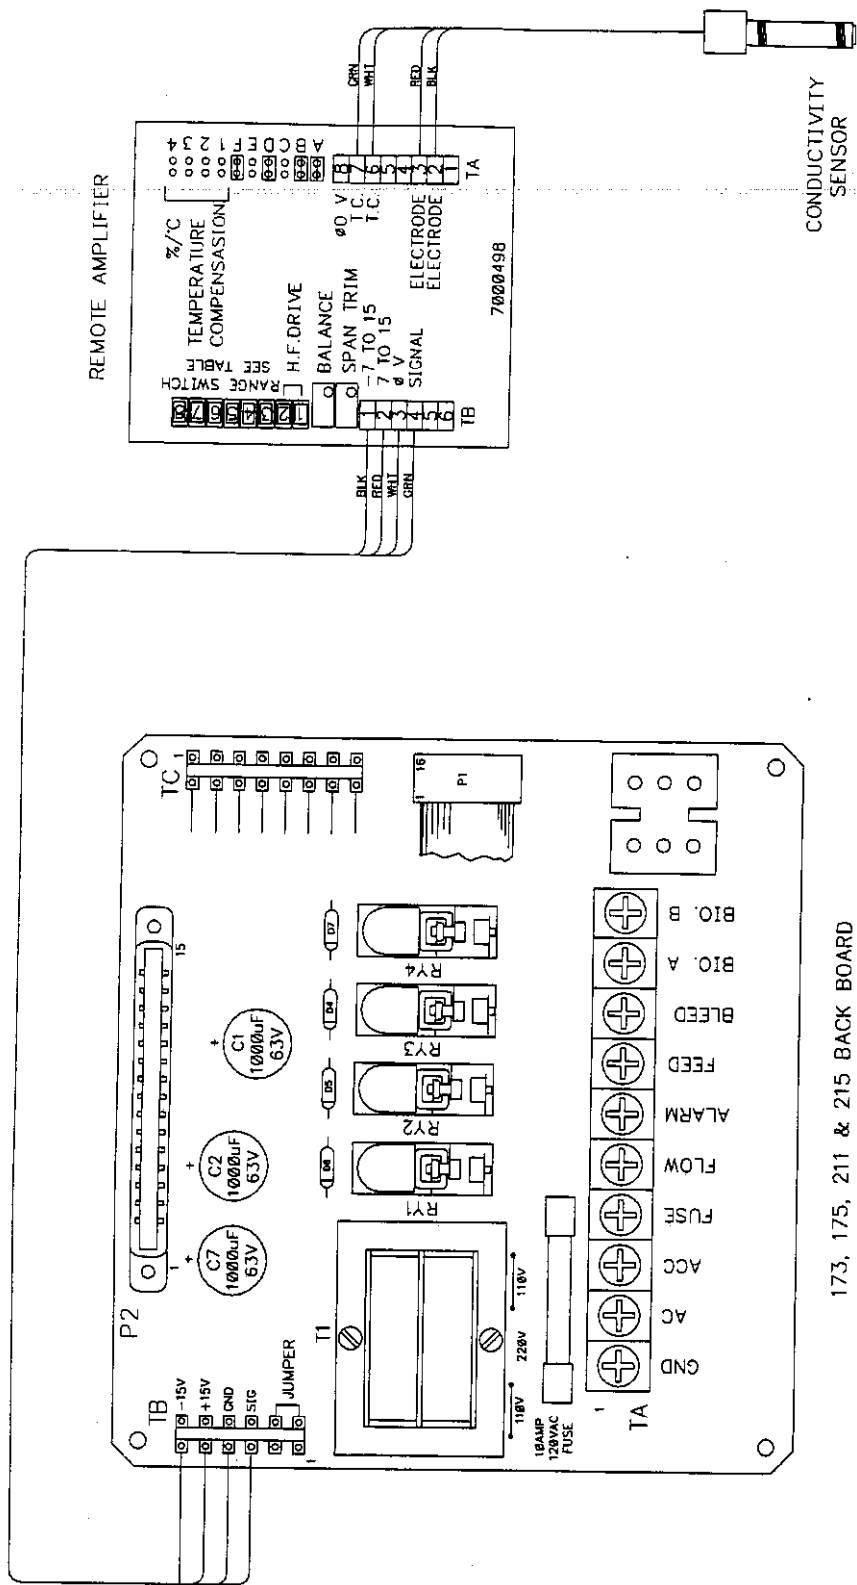 REMOTE AMPLIFIER
CONDUCTIVITY
SENSOR
GRN
WHT
RED
BLK
4
3
2
1
F
E
D
C
B
A
%/°C
TEMPERATURE
COMPENSASION
8
7
6
5
4
3
2
1
TA
ø0 V
T.C.
T.C.
ELECTRODE
ELECTRODE
7000498
8
7
6
5
4
3
2
1
RANGE SWITCH
SEE TABLE
H.F.DRIVE
BALANCE
SPAN TRIM
-7 TO 15
7 TO 15
ø V
SIGNAL
1
2
3
4
5
6
TB
BLK
RED
WHT
GRN
P2
1
15
TC
1
C7
1000uF
63V
+
C2
1000uF
63V
+
C1
1000uF
63V
+
TB
-15V
+15V
GND
SIG
JUMPER
1
T1
110V
220V
110V
D6
D5
D4
D7
RY1
RY2
RY3
RY4
1
16
P1
10AMP
120VAC
FUSE
1
TA
GND
AC
ACC
FUSE
FLOW
ALARM
FEED
BLEED
BIO. A
BIO. B
173, 175, 211 & 215 BACK BOARD